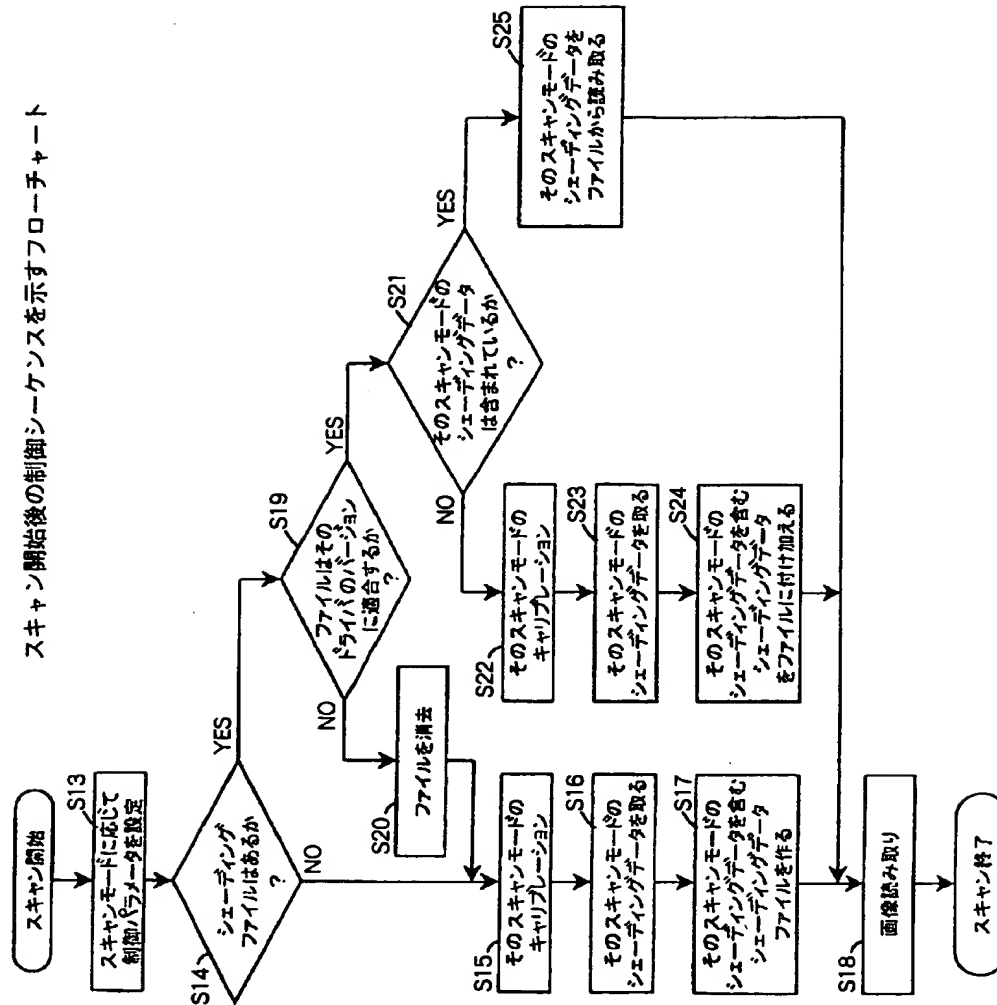 スキャン開始後の制御シーケンスを示すフローチャート
スキャン開始
S13
スキャンモードに応じて
制御パラメータを設定
S14
シェーディング
ファイルはあるか
?
YES
NO
S19
ファイルはその
ドライバのバージョン
に適合するか
?
YES
NO
S20
ファイルを消去
S21
そのスキャンモードの
シェーディングデータ
は含まれているか
?
YES
NO
S15
そのスキャンモードの
キャリブレーション
S16
そのスキャンモードの
シェーディングデータを取る
S17
そのスキャンモードの
シェーディングデータを含む
シェーディングデータ
ファイルを作る
S22
そのスキャンモードの
キャリブレーション
S23
そのスキャンモードの
シェーディングデータを取る
S24
そのスキャンモードの
シェーディングデータを含む
シェーディングデータ
をファイルに付け加える
S25
そのスキャンモードの
シェーディングデータを
ファイルから読み取る
S18
画像読み取り
スキャン終了